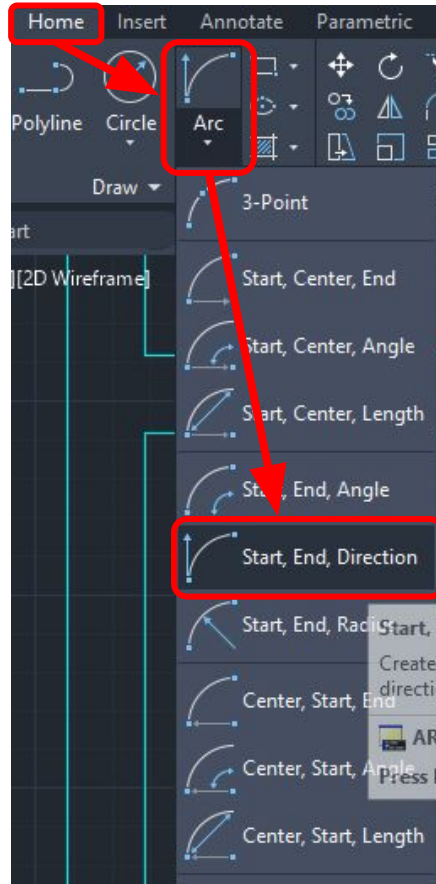 Home Insert Annotate Parametric
Polyline Circle Arc
Draw
art
3-Point
][2D Wireframe]
Start, Center, End
Start, Center, Angle
Start, Center, Length
Start, End, Angle
Start, End, Direction
Start, End, Radius
Start,
Create
directi
Center, Start, End
AR
Center, Start, Angle
Press
Center, Start, Length